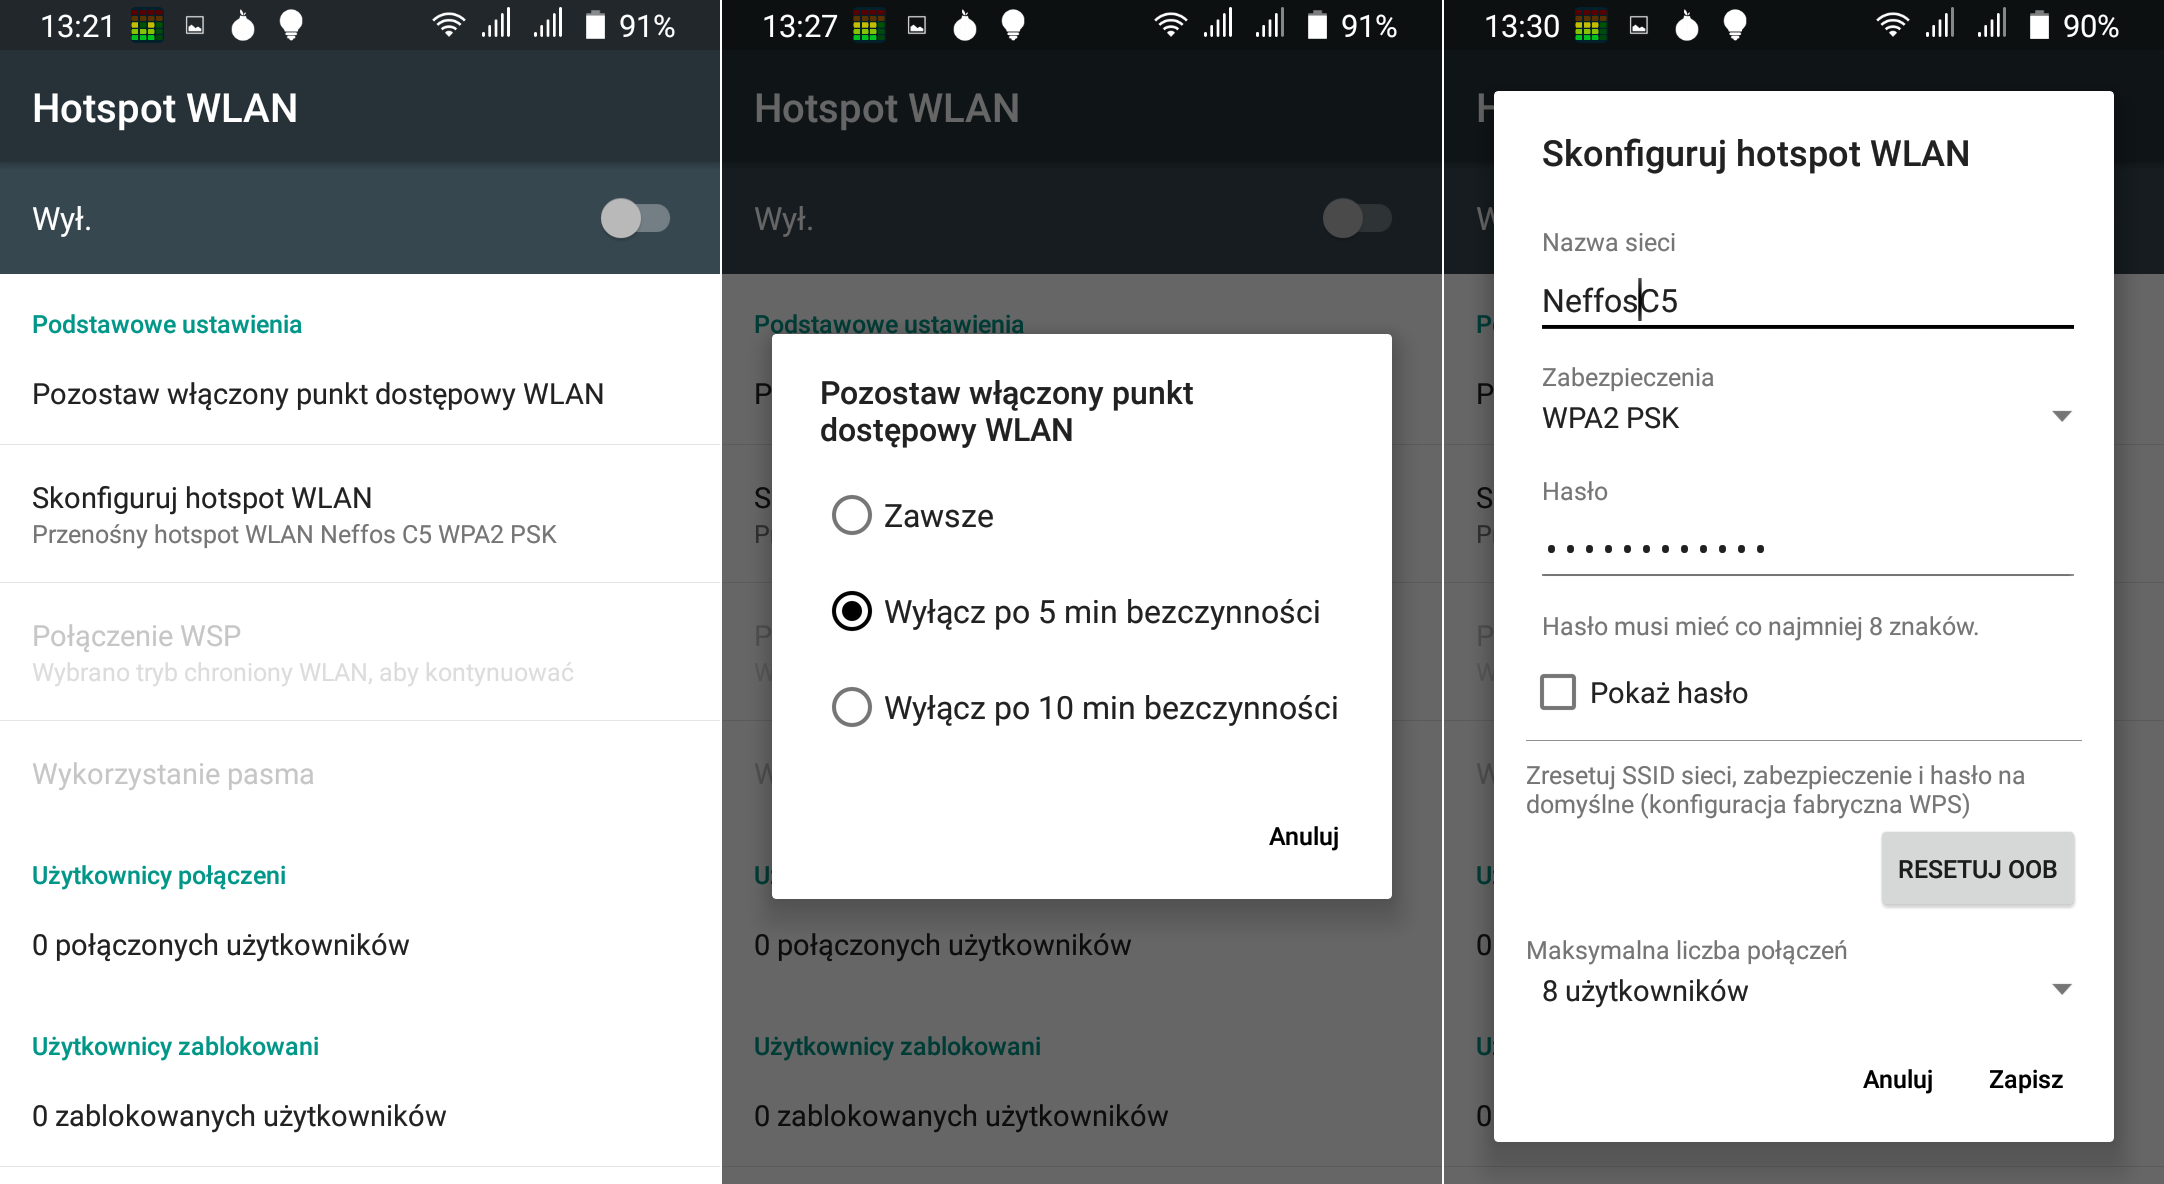 13:21
91%
Hotspot WLAN
Wył.
Podstawowe ustawienia
Pozostaw włączony punkt dostępowy WLAN
Skonfiguruj hotspot WLAN
Przenośny hotspot WLAN Neffos C5 WPA2 PSK
Połączenie WSP
Wybrano tryb chroniony WLAN, aby kontynuować
Wykorzystanie pasma
Użytkownicy połączeni
0 połączonych użytkowników
Użytkownicy zablokowani
0 zablokowanych użytkowników
13:27
91%
Hotspot WLAN
Wył.
Podstawowe ustawienia
P
Pozostaw włączony punkt
dostępowy WLAN
S
P
Zawsze
Wyłącz po 5 min bezczynności
P
W
Wyłącz po 10 min bezczynności
W
Anuluj
U
0 połączonych użytkowników
Użytkownicy zablokowani
0 zablokowanych użytkowników
13:30
90%
H
Skonfiguruj hotspot WLAN
W
Nazwa sieci
NeffosC5
P
Zabezpieczenia
WPA2 PSK
P
Hasło
S
P
••••••••••••
Hasło musi mieć co najmniej 8 znaków.
P
W
Pokaż hasło
Zresetuj SSID sieci, zabezpieczenie i hasło na
domyślne (konfiguracja fabryczna WPS)
W
RESETUJ OOB
U
Maksymalna liczba połączeń
0
8 użytkowników
U
Anuluj Zapisz
0